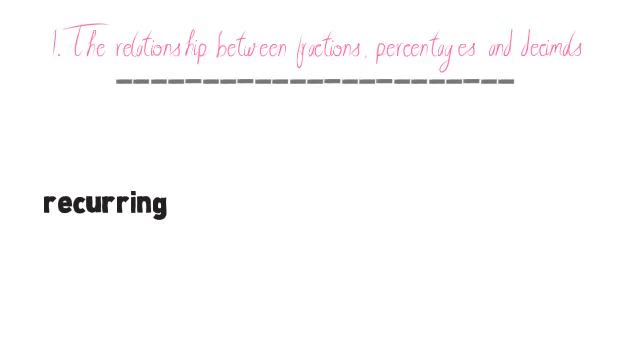 1. The relationship between fractions, percentages and decimals
recurring